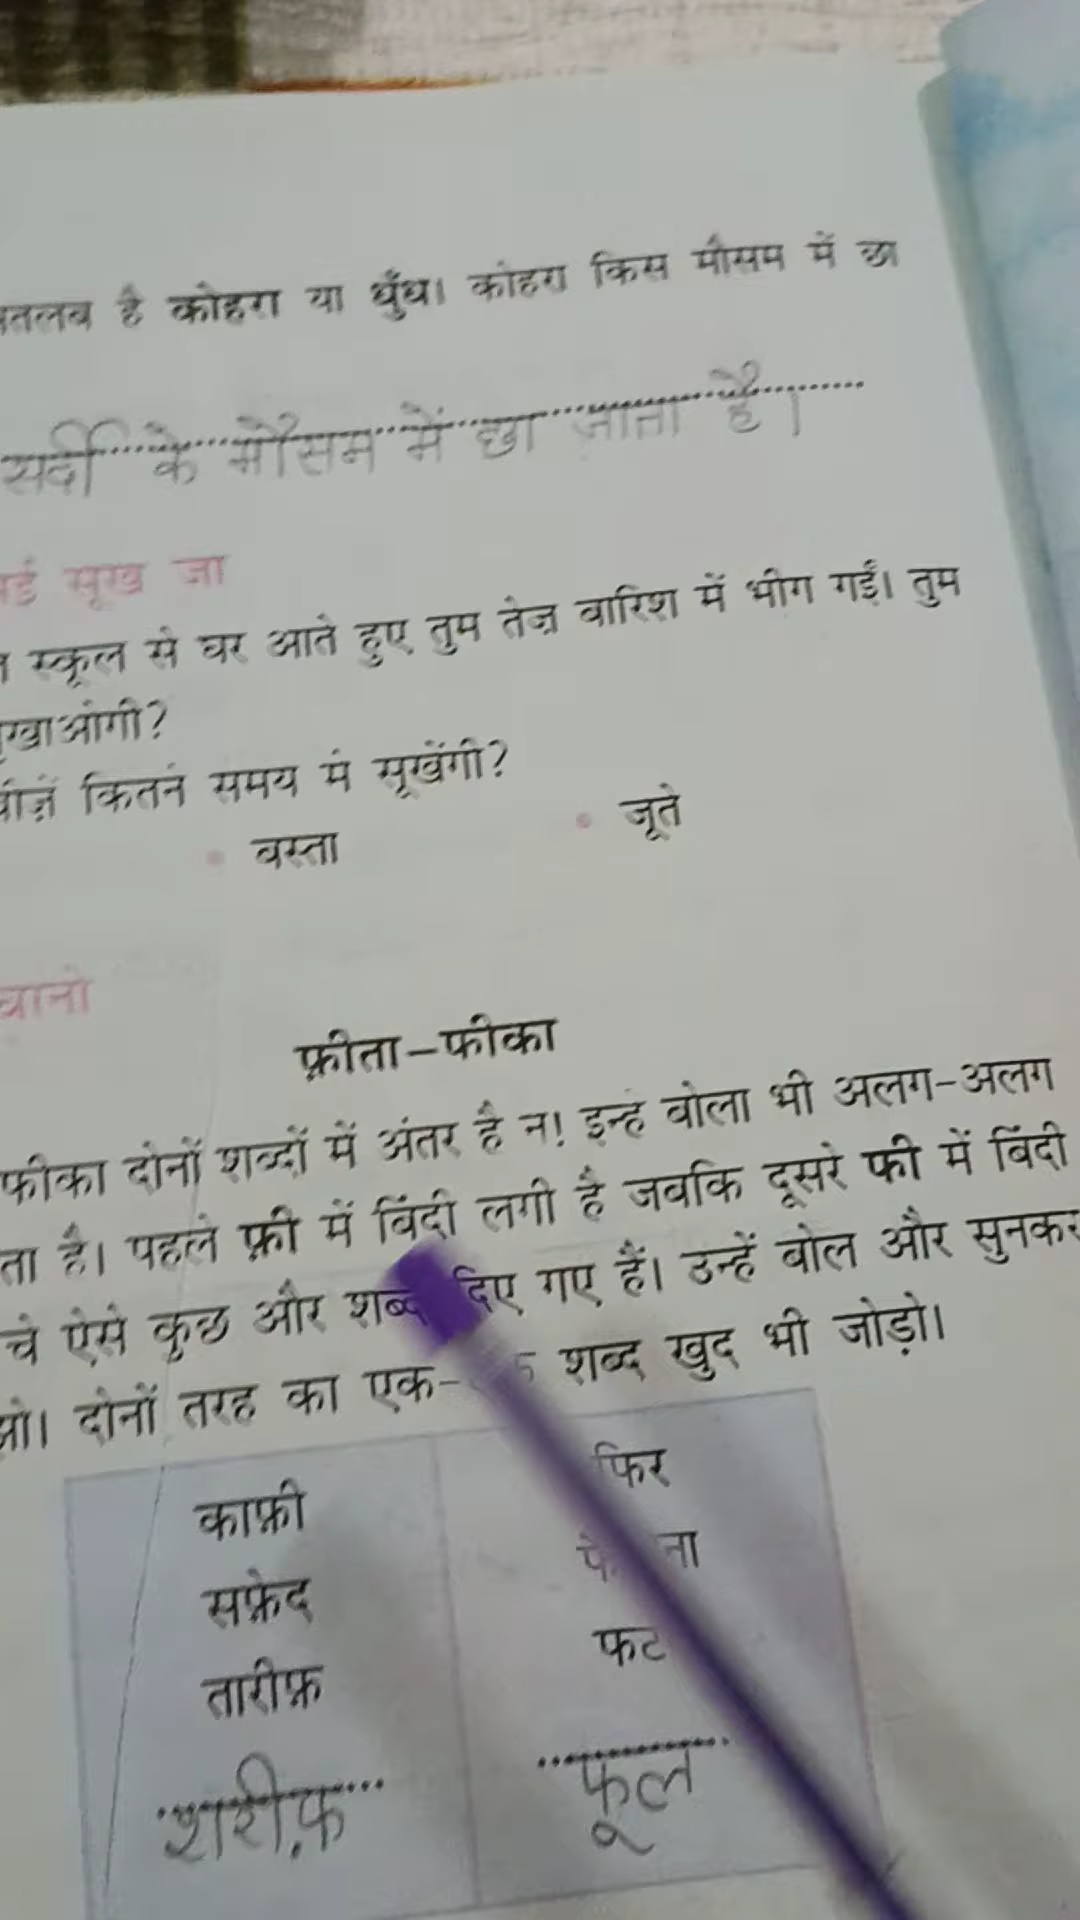 मतलब है कोहरा या धुँध। कोहरा किस मौसम में छा
सर्दी के मौसम में छा जाता है।
सूख जा
स्कूल से घर आते हुए तुम तेज़ बारिश में भीग गईं। तुम
सुखाओगी?
चीज़ें कितने समय में सूखेंगी?
• बस्ता • जूते
फ़ीता–फीका
फीका दोनों शब्दों में अंतर है न! इन्हें बोला भी अलग-अलग
ता है। पहले फ़ी में बिंदी लगी है जबकि दूसरे फी में बिंदी
चे ऐसे कुछ और शब्द दिए गए हैं। उन्हें बोल और सुनकर
ओ। दोनों तरह का एक- शब्द खुद भी जोड़ो।
काफ़ी फिर
सफ़ेद
तारीफ़ फट
शरीफ़ फूल